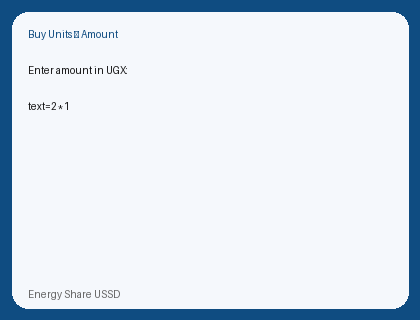 Buy Units▯Amount
Enter amount in UGX:
text=2*1
Energy Share USSD